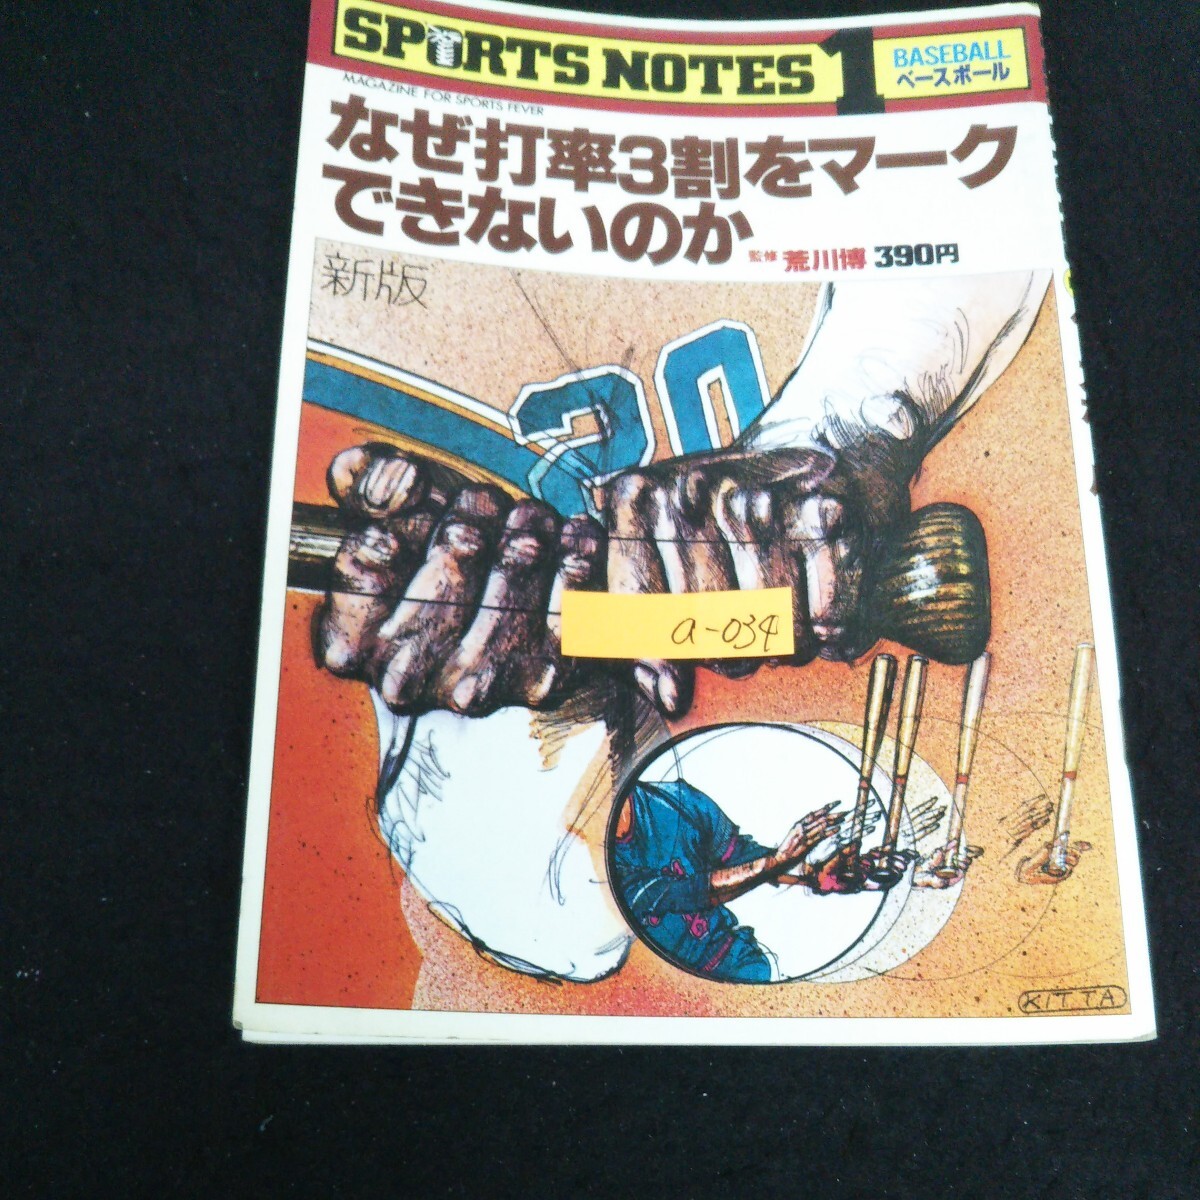 SPORTS NOTES 1
BASEBALL
ベースボール
MAGAZINE FOR SPORTS FEVER
なぜ打率3割をマーク
できないのか
監修 荒川博 390円
新版
20
a-034
KITTA